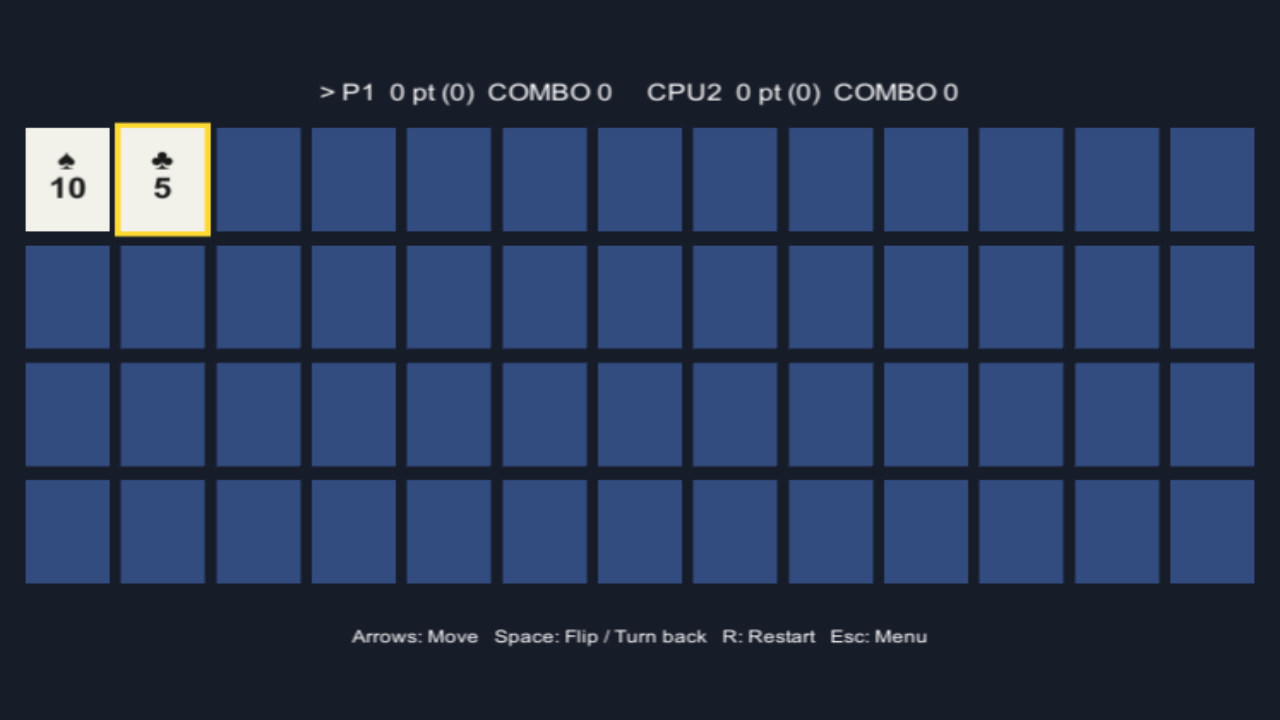 > P1 0 pt (0) COMBO 0 CPU2 0 pt (0) COMBO 0
♠ ♣
10 5
Arrows: Move Space: Flip / Turn back R: Restart Esc: Menu